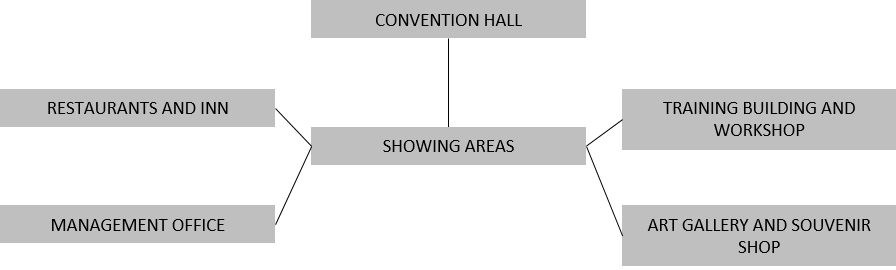 CONVENTION HALL
RESTAURANTS AND INN
TRAINING BUILDING AND
WORKSHOP
SHOWING AREAS
MANAGEMENT OFFICE
ART GALLERY AND SOUVENIR
SHOP